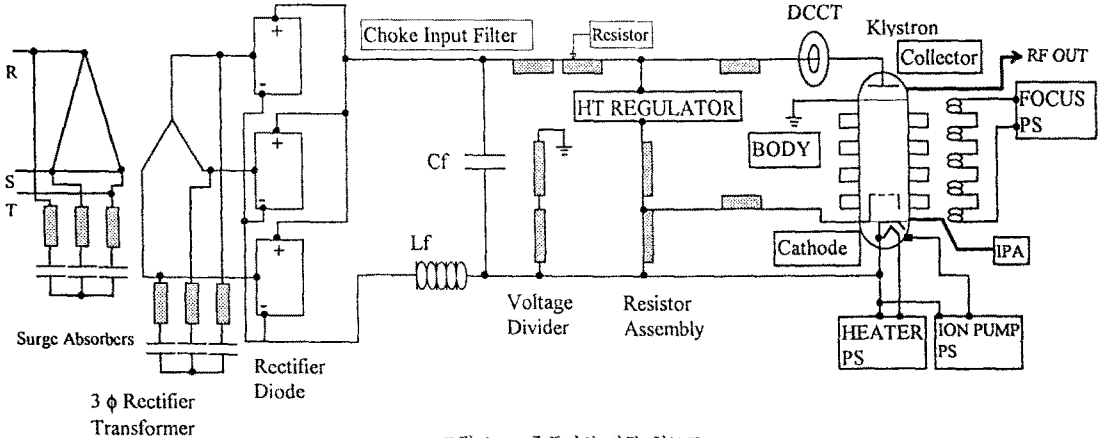 R
S
T
Surge Absorbers
3 ϕ Rectifier
Transformer
+
-
+
-
+
-
Rectifier
Diode
Choke Input Filter
Resistor
Cf
Lf
HT REGULATOR
Voltage
Divider
Resistor
Assembly
DCCT
Klystron
Collector
RF OUT
FOCUS
PS
BODY
Cathode
IPA
HEATER
PS
ION PUMP
PS